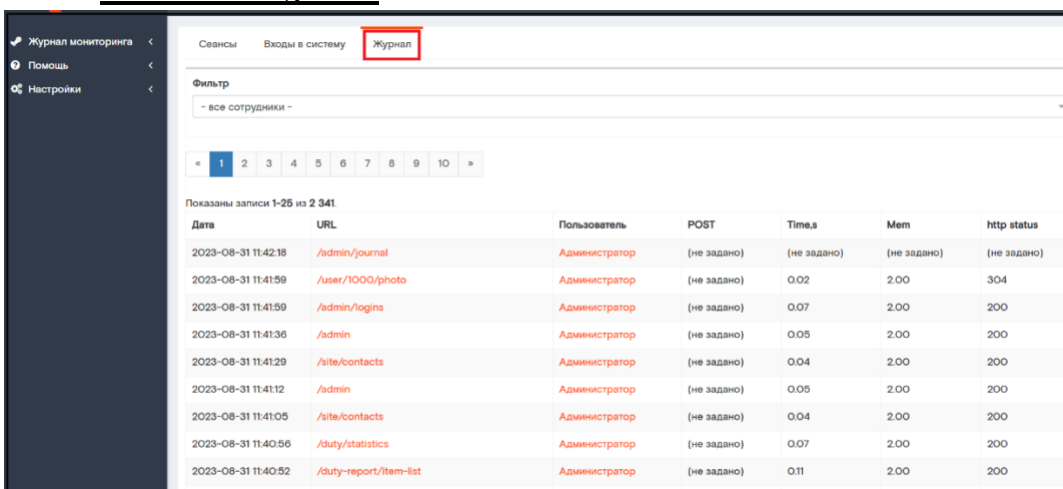 Журнал мониторинга <
Помощь <
Настройки <
Сеансы Входы в систему Журнал
Фильтр
- все сотрудники -
« 1 2 3 4 5 6 7 8 9 10 »
Показаны записи 1-25 из 2 341.
Дата URL Пользователь POST Time,s Mem http status
2023-08-31 11:42:18 /admin/journal Администратор (не задано) (не задано) (не задано) (не задано)
2023-08-31 11:41:59 /user/1000/photo Администратор (не задано) 0.02 2.00 304
2023-08-31 11:41:59 /admin/logins Администратор (не задано) 0.07 2.00 200
2023-08-31 11:41:36 /admin Администратор (не задано) 0.05 2.00 200
2023-08-31 11:41:29 /site/contacts Администратор (не задано) 0.04 2.00 200
2023-08-31 11:41:12 /admin Администратор (не задано) 0.05 2.00 200
2023-08-31 11:41:05 /site/contacts Администратор (не задано) 0.04 2.00 200
2023-08-31 11:40:56 /duty/statistics Администратор (не задано) 0.07 2.00 200
2023-08-31 11:40:52 /duty-report/item-list Администратор (не задано) 0.11 2.00 200